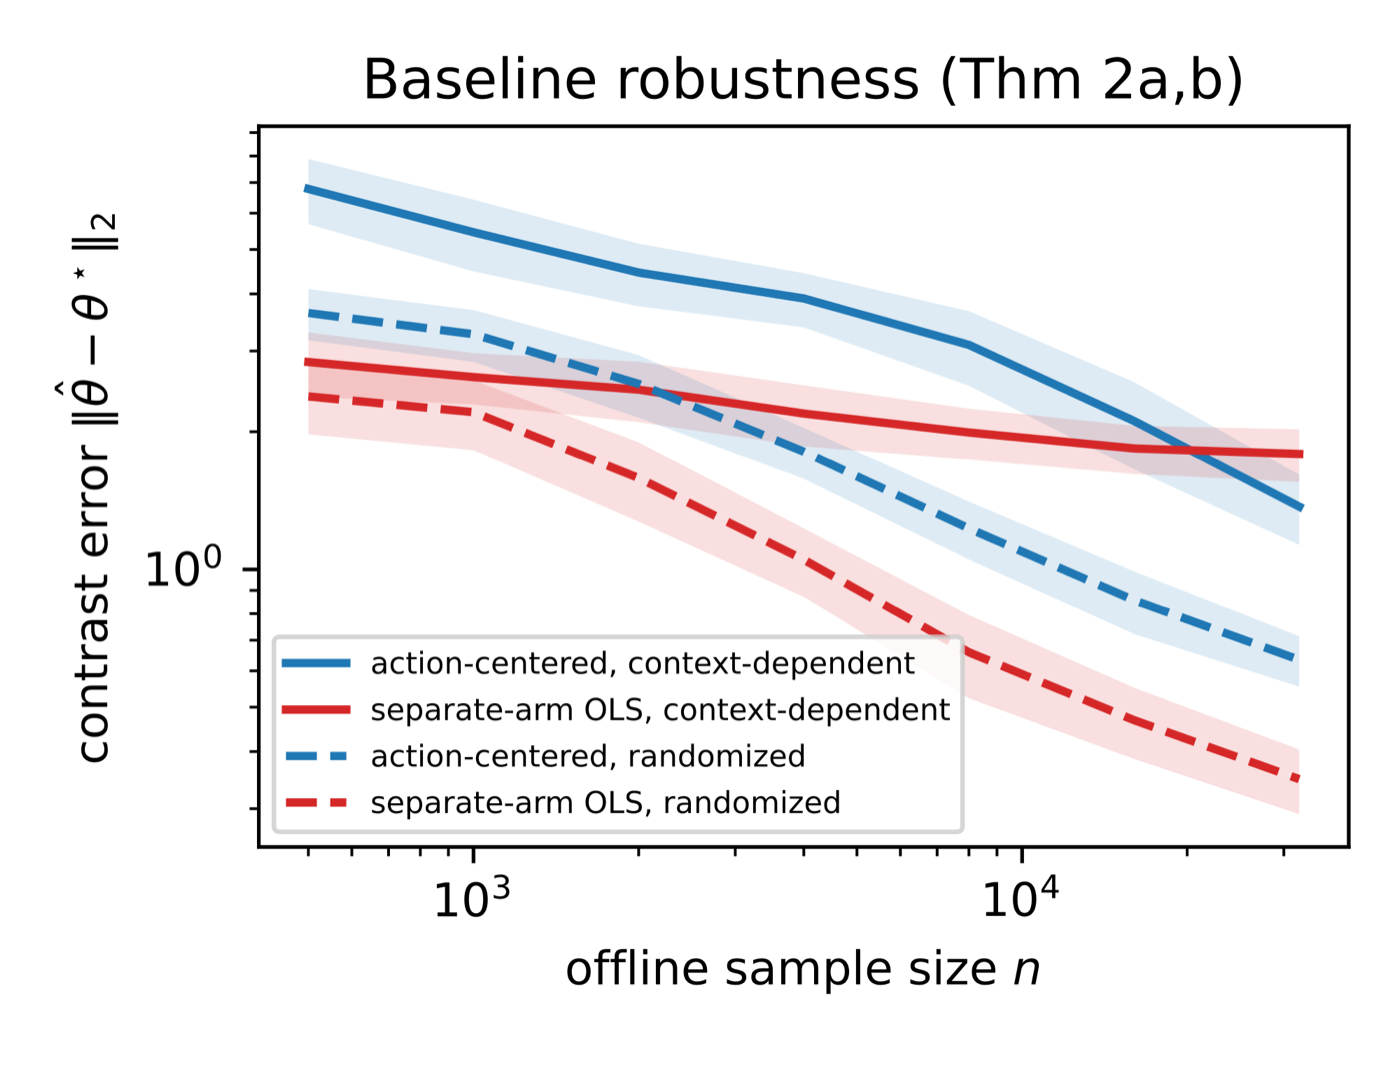 Baseline robustness (Thm 2a,b)
contrast error ‖θ̂ − θ⋆‖₂
10⁰
action-centered, context-dependent
separate-arm OLS, context-dependent
action-centered, randomized
separate-arm OLS, randomized
10³ 10⁴
offline sample size n